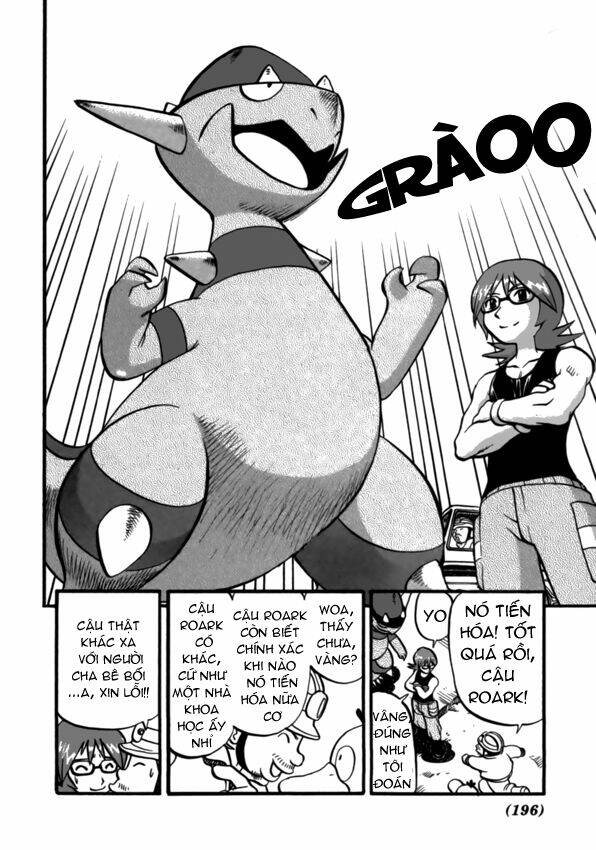 GRÀOO
NÓ TIẾN
HÓA! TỐT
QUÁ RỒI,
CẬU
ROARK!
YO
VÂNG
ĐÚNG
NHƯ
TÔI
ĐOÁN
WOA,
THẤY
CHƯA,
VÀNG?
CẬU ROARK
CÒN BIẾT
CHÍNH XÁC
KHI NÀO
NÓ TIẾN
HÓA NỮA
CƠ
CẬU
ROARK
CÓ
KHÁC,
CỨ NHƯ
MỘT NHÀ
KHOA
HỌC ẤY
NHỈ
CẬU THẬT
KHÁC XA
VỚI NGƯỜI
CHA BÊ BỐI
...A, XIN LỖI!!
(196)